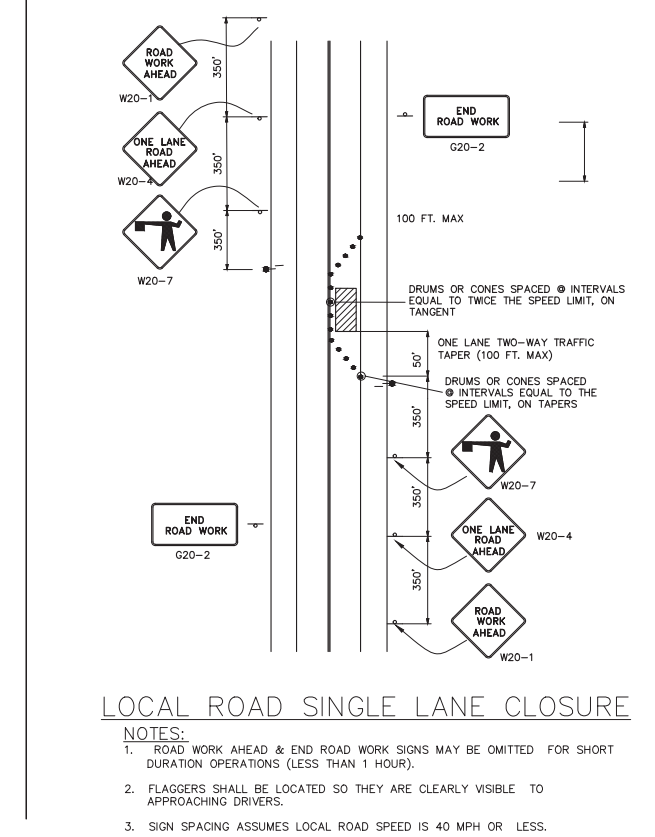 ROAD
WORK
AHEAD
W20-1
350'
ONE LANE
ROAD
AHEAD
W20-4
350'
W20-7
350'
END
ROAD WORK
G20-2
100 FT. MAX
DRUMS OR CONES SPACED @ INTERVALS
EQUAL TO TWICE THE SPEED LIMIT, ON
TANGENT
50'
ONE LANE TWO-WAY TRAFFIC
TAPER (100 FT. MAX)
DRUMS OR CONES SPACED
@ INTERVALS EQUAL TO THE
SPEED LIMIT, ON TAPERS
350'
W20-7
350'
END
ROAD WORK
G20-2
ONE LANE
ROAD
AHEAD
W20-4
350'
ROAD
WORK
AHEAD
W20-1
LOCAL ROAD SINGLE LANE CLOSURE
NOTES:
1. ROAD WORK AHEAD & END ROAD WORK SIGNS MAY BE OMITTED FOR SHORT
DURATION OPERATIONS (LESS THAN 1 HOUR).
2. FLAGGERS SHALL BE LOCATED SO THEY ARE CLEARLY VISIBLE TO
APPROACHING DRIVERS.
3. SIGN SPACING ASSUMES LOCAL ROAD SPEED IS 40 MPH OR LESS.